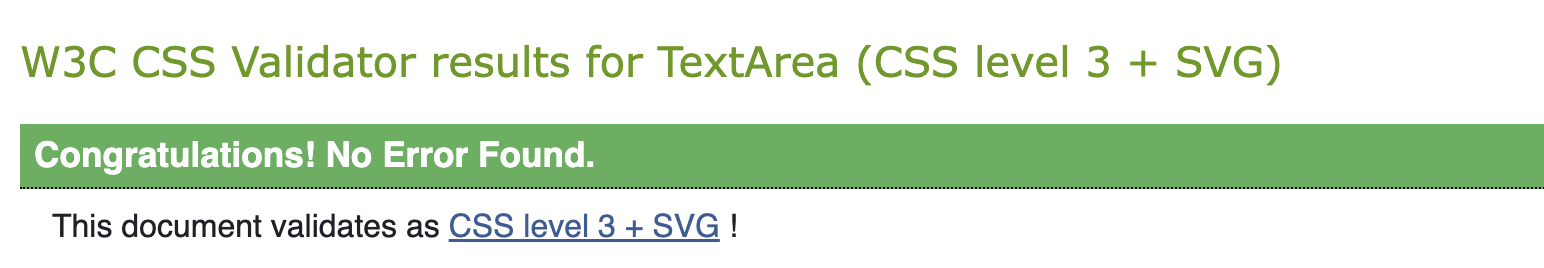 W3C CSS Validator results for TextArea (CSS level 3 + SVG)
Congratulations! No Error Found.
This document validates as CSS level 3 + SVG !